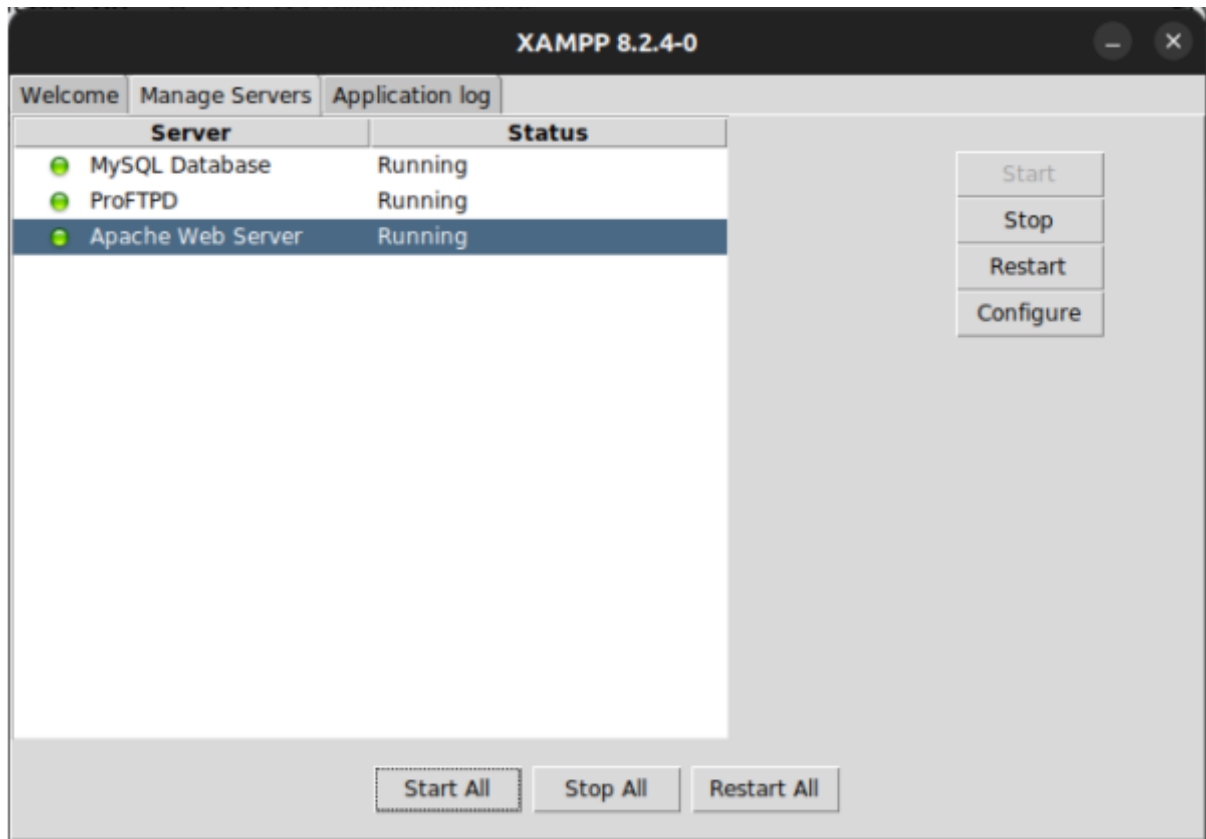 XAMPP 8.2.4-0
Welcome Manage Servers Application log
Server Status
MySQL Database Running
ProFTPD Running
Apache Web Server Running
Start
Stop
Restart
Configure
Start All Stop All Restart All